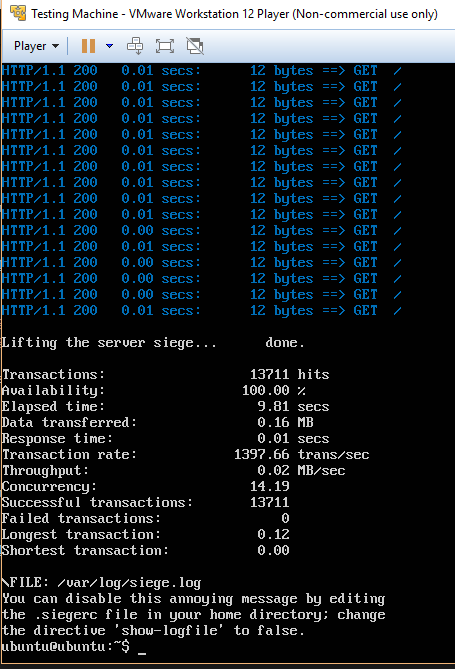 Testing Machine - VMware Workstation 12 Player (Non-commercial use only)
Player
HTTP/1.1 200 0.01 secs: 12 bytes ==> GET /
HTTP/1.1 200 0.01 secs: 12 bytes ==> GET /
HTTP/1.1 200 0.01 secs: 12 bytes ==> GET /
HTTP/1.1 200 0.01 secs: 12 bytes ==> GET /
HTTP/1.1 200 0.01 secs: 12 bytes ==> GET /
HTTP/1.1 200 0.01 secs: 12 bytes ==> GET /
HTTP/1.1 200 0.01 secs: 12 bytes ==> GET /
HTTP/1.1 200 0.01 secs: 12 bytes ==> GET /
HTTP/1.1 200 0.01 secs: 12 bytes ==> GET /
HTTP/1.1 200 0.01 secs: 12 bytes ==> GET /
HTTP/1.1 200 0.00 secs: 12 bytes ==> GET /
HTTP/1.1 200 0.01 secs: 12 bytes ==> GET /
HTTP/1.1 200 0.00 secs: 12 bytes ==> GET /
HTTP/1.1 200 0.00 secs: 12 bytes ==> GET /
HTTP/1.1 200 0.00 secs: 12 bytes ==> GET /
HTTP/1.1 200 0.01 secs: 12 bytes ==> GET /
Lifting the server siege... done.
Transactions: 13711 hits
Availability: 100.00 %
Elapsed time: 9.81 secs
Data transferred: 0.16 MB
Response time: 0.01 secs
Transaction rate: 1397.66 trans/sec
Throughput: 0.02 MB/sec
Concurrency: 14.19
Successful transactions: 13711
Failed transactions: 0
Longest transaction: 0.12
Shortest transaction: 0.00
\FILE: /var/log/siege.log
You can disable this annoying message by editing
the .siegerc file in your home directory; change
the directive 'show-logfile' to false.
ubuntu@ubuntu:~$ _